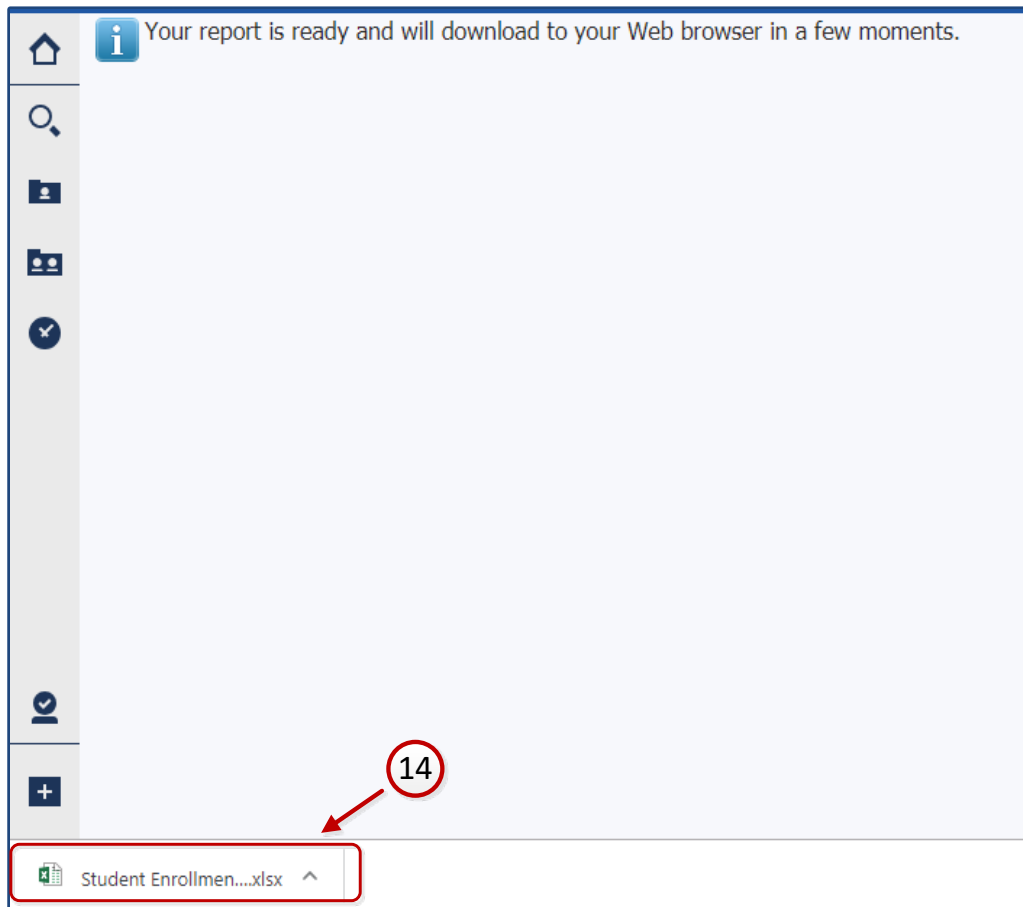 Your report is ready and will download to your Web browser in a few moments.
14
Student Enrollmen....xlsx